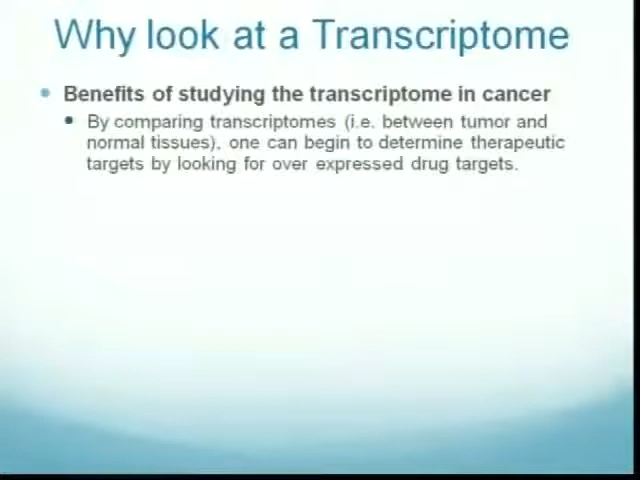 Why look at a Transcriptome
Benefits of studying the transcriptome in cancer
By comparing transcriptomes (i.e. between tumor and
normal tissues), one can begin to determine therapeutic
targets by looking for over expressed drug targets.